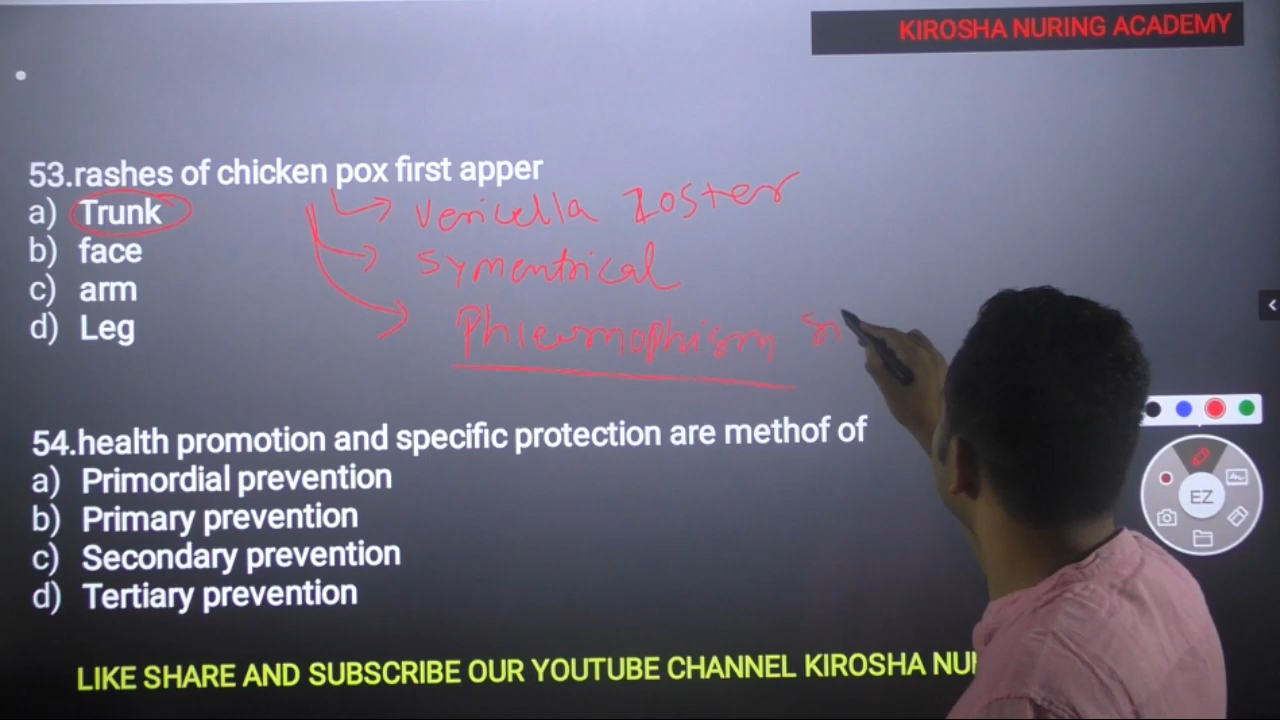 KIROSHA NURING ACADEMY
53.rashes of chicken pox first apper
a) Trunk
b) face
c) arm
d) Leg
Vericella Zoster
Symentrical
54.health promotion and specific protection are methof of
a) Primordial prevention
b) Primary prevention
c) Secondary prevention
d) Tertiary prevention
LIKE SHARE AND SUBSCRIBE OUR YOUTUBE CHANNEL KIROSHA
EZ